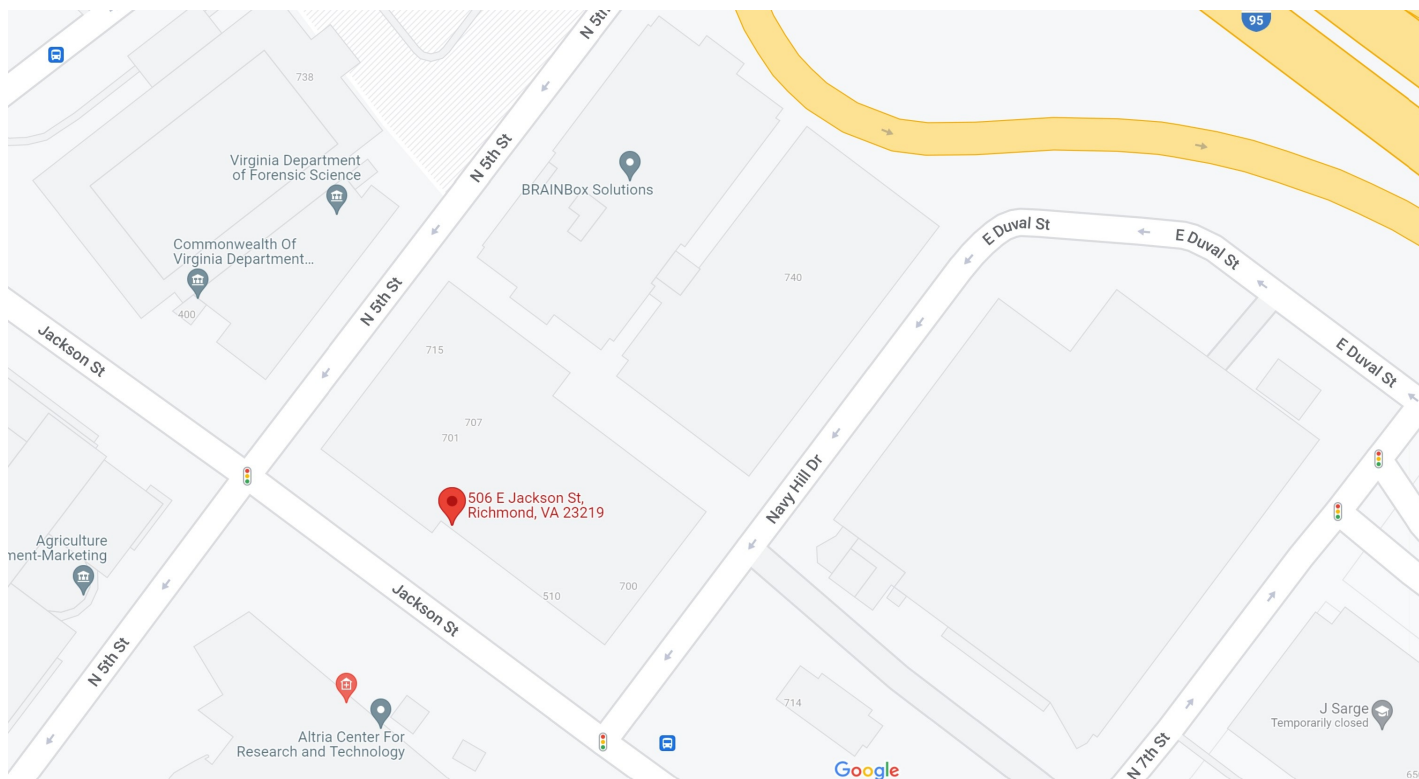 N 5th
95
738
N 5th St
Virginia Department
of Forensic Science
BRAINBox Solutions
E Duval St
E Duval St
Commonwealth Of
Virginia Department...
740
N 5th St
400
Jackson St
715
E Duval St
707
701
506 E Jackson St,
Richmond, VA 23219
Navy Hill Dr
Agriculture
ment-Marketing
Jackson St
510
700
N 5th St
714
J Sarge
Temporarily closed
Altria Center For
Research and Technology
N 7th St
Google